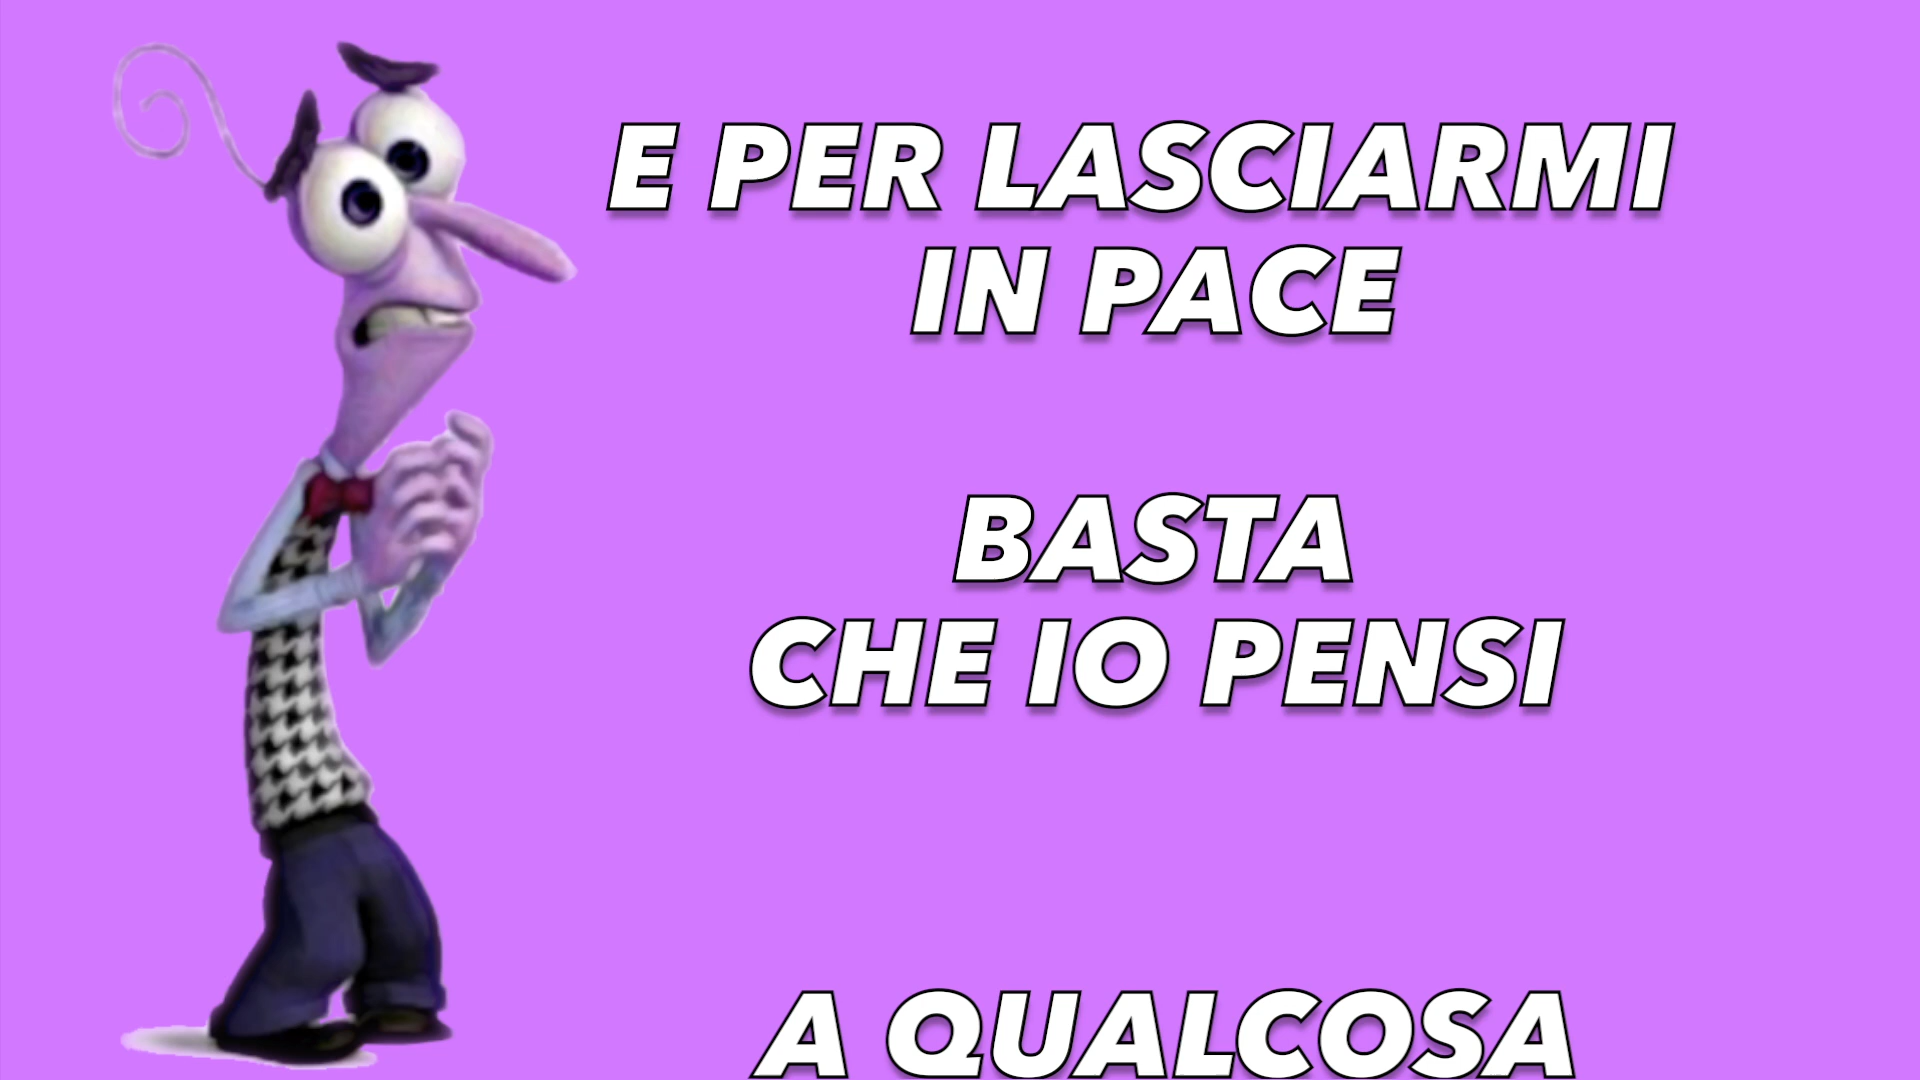 E PER LASCIARMI
IN PACE
BASTA
CHE IO PENSI
A QUALCOSA